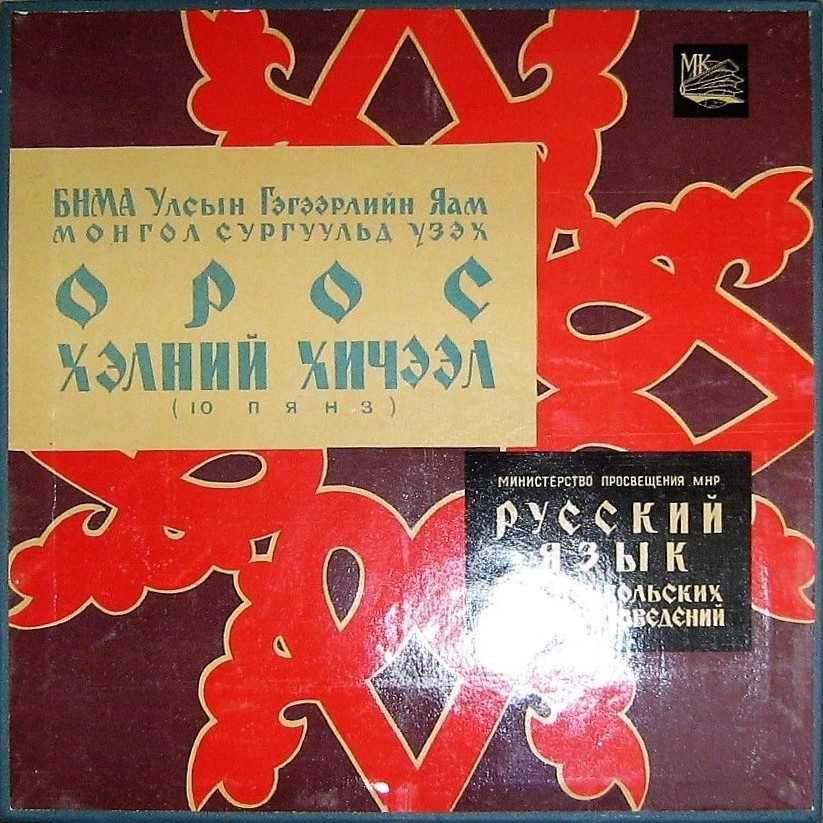 БНМА Улсын Гэгээрлийн Яам
МОНГОЛ СУРГУУЛЬД ҮЗЭХ
ОРОС
ХЭЛНИЙ ХИЧЭЭЛ
(10 ПЯНЗ)
МК
МИНИСТЕРСТВО ПРОСВЕЩЕНИЯ МНР
РУССКИЙ
ЯЗЫК